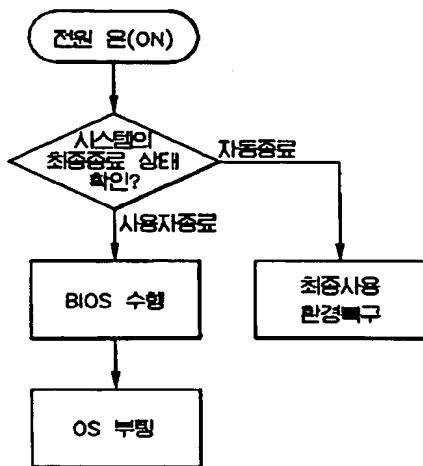 전원 온(ON)
시스템의
최종종료 상태
확인?
자동종료
사용자종료
BIOS 수행
최종사용
환경복구
OS 부팅